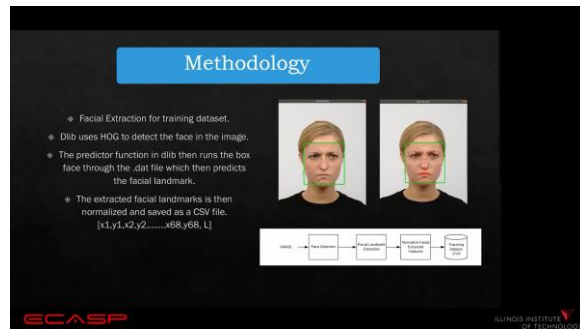 Methodology
Facial Extraction for training dataset.
Dlib uses HOG to detect the face in the image.
The predictor function in dlib then runs the box
face through the .dat file which then predicts
the facial landmark.
The extracted facial landmarks is then
normalized and saved as a CSV file.
[x1,y1,x2,y2,.......x68,y68, L]
IMAGE
Face Detection
Facial Landmark
Extraction
Normalize Facial
Extracted
Features
Training
Dataset
ECASP
ILLINOIS INSTITUTE
OF TECHNOLOGY